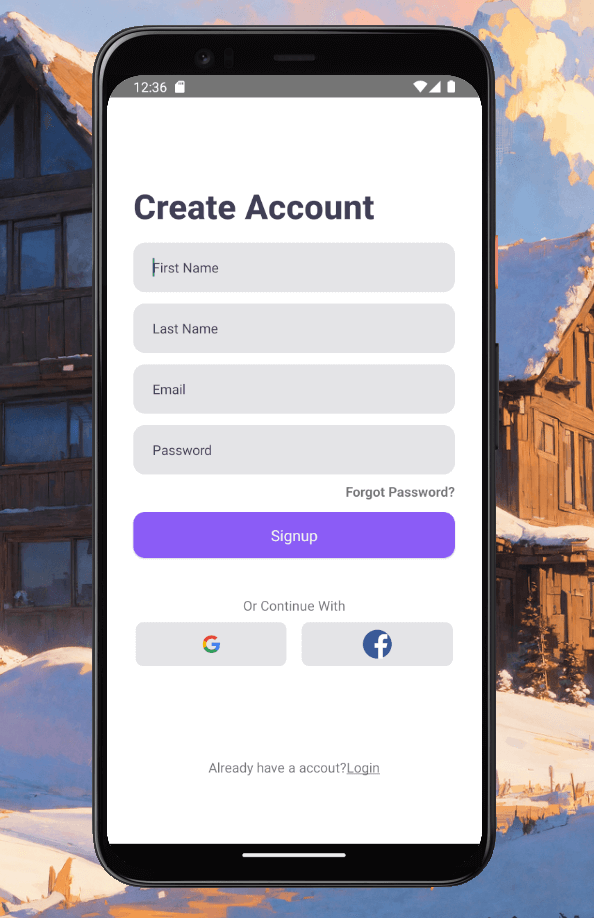 12:36
Create Account
First Name
Last Name
Email
Password
Forgot Password?
Signup
Or Continue With
Already have a accout?Login